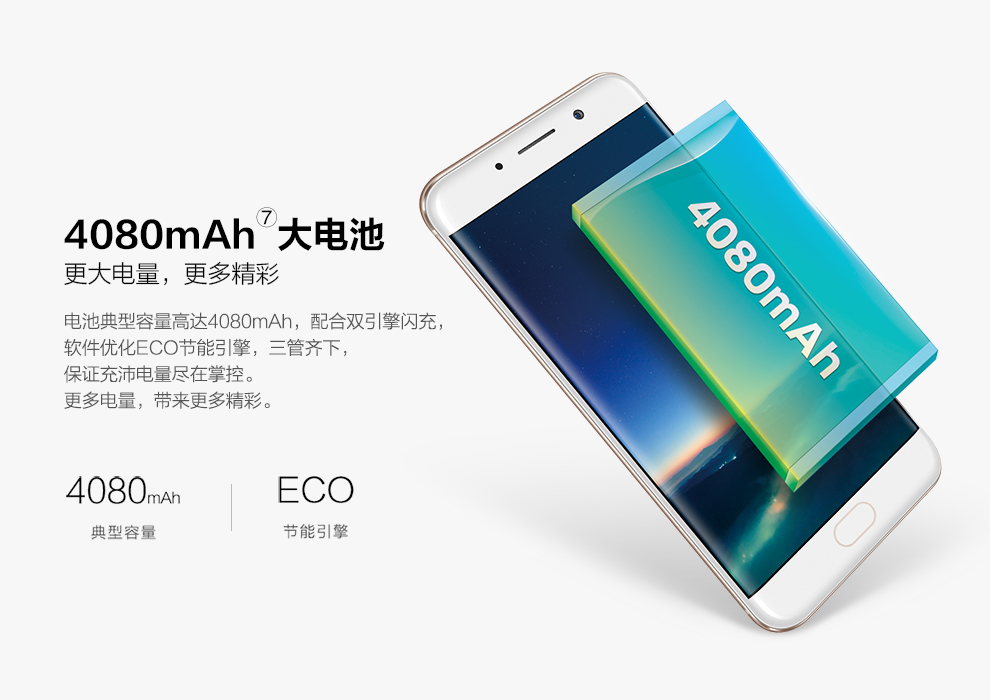 4080mAh⑦大电池
更大电量，更多精彩
电池典型容量高达4080mAh，配合双引擎闪充，
软件优化ECO节能引擎，三管齐下，
保证充沛电量尽在掌控。
更多电量，带来更多精彩。
4080mAh
典型容量
ECO
节能引擎
4080mAh